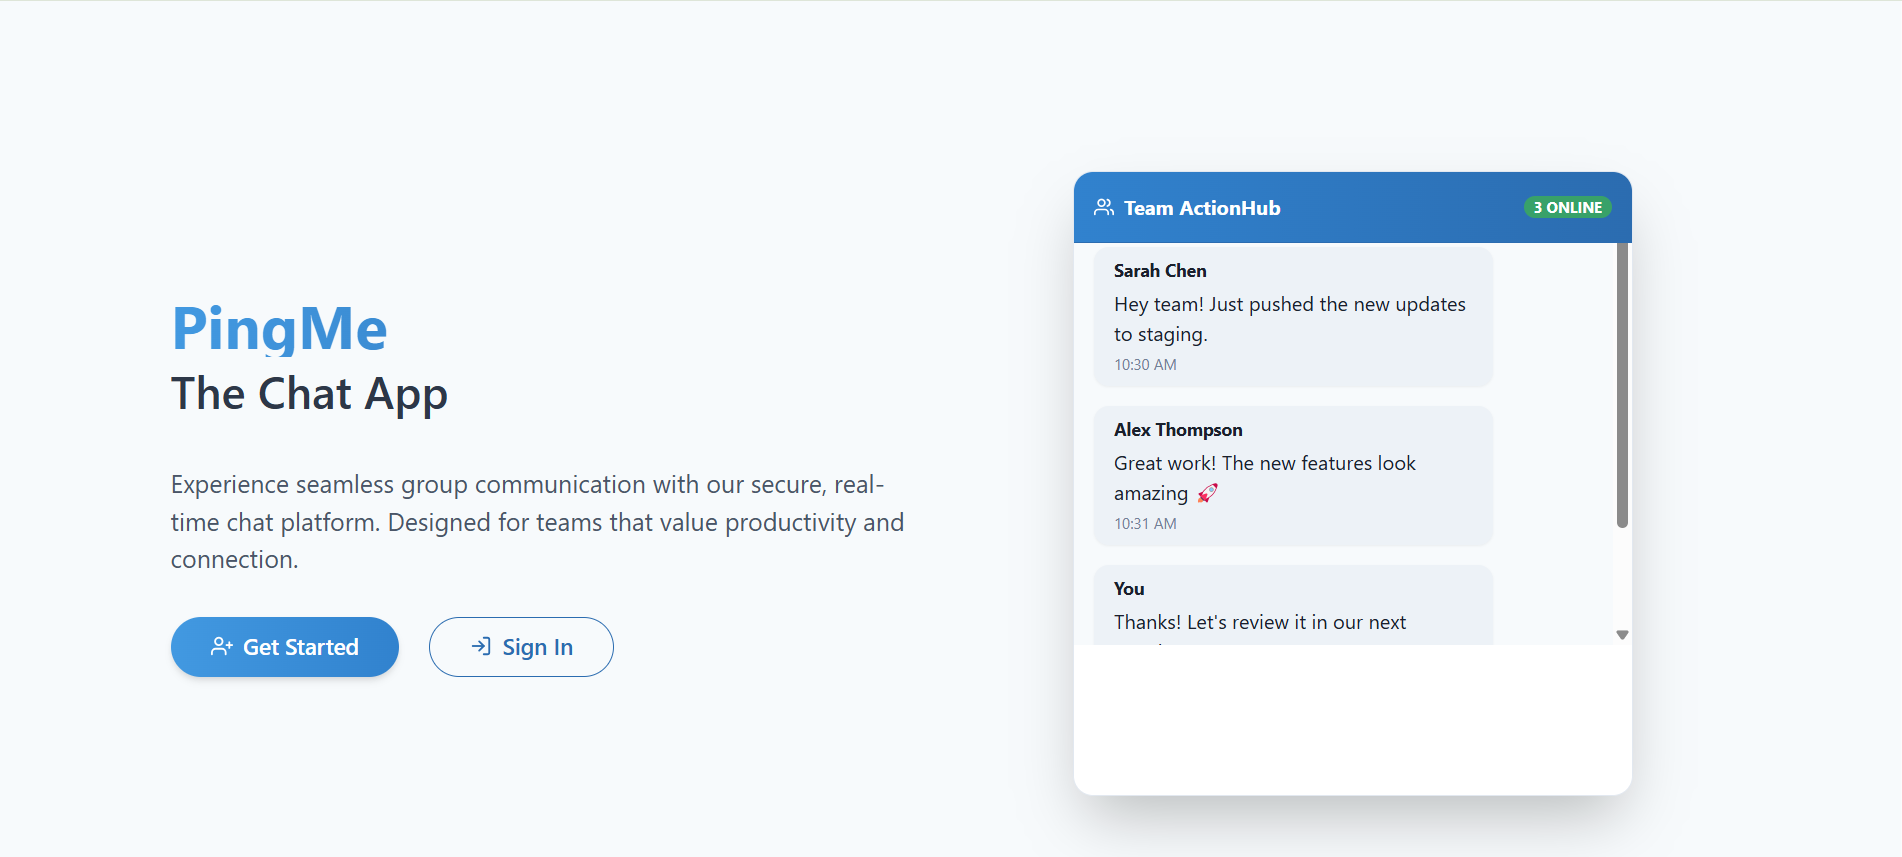 PingMe
The Chat App
Experience seamless group communication with our secure, real-
time chat platform. Designed for teams that value productivity and
connection.
Get Started
Sign In
Team ActionHub
3 ONLINE
Sarah Chen
Hey team! Just pushed the new updates
to staging.
10:30 AM
Alex Thompson
Great work! The new features look
amazing 🚀
10:31 AM
You
Thanks! Let's review it in our next